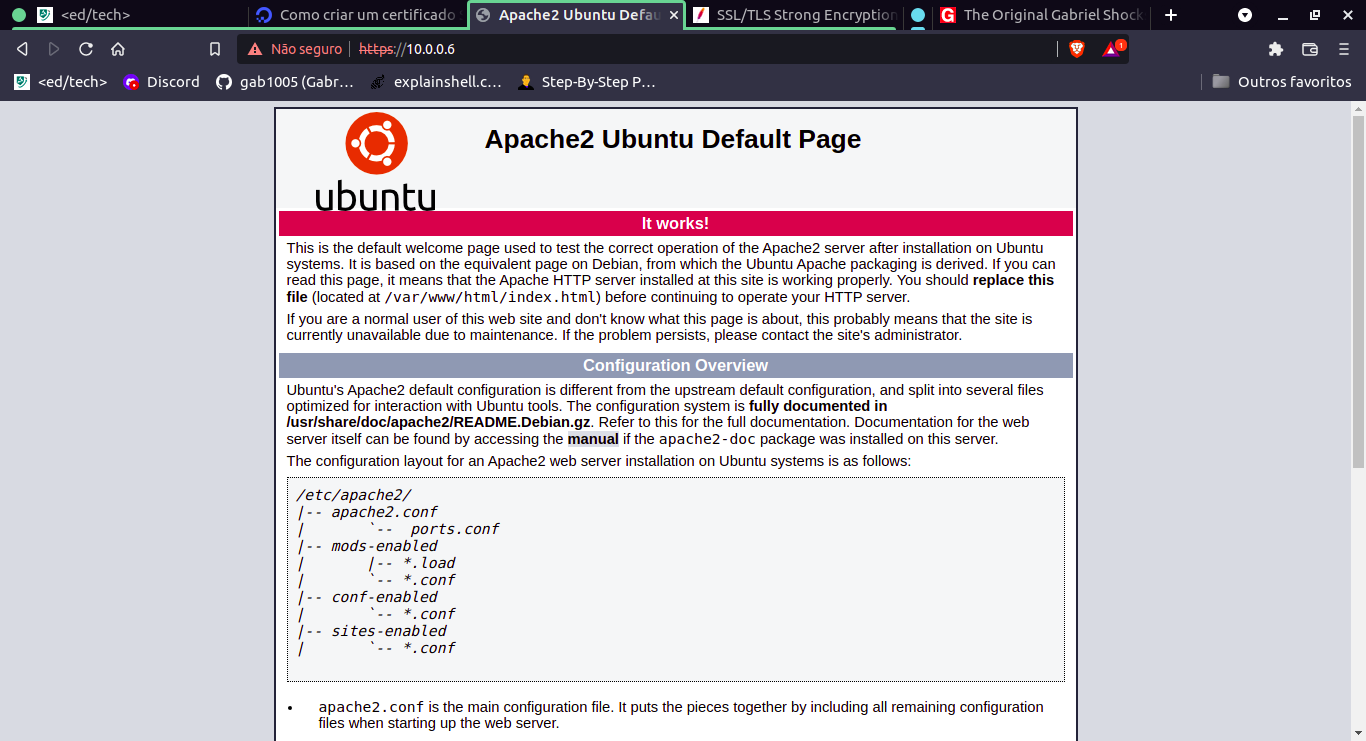 <ed/tech>
Como criar um certificado
Apache2 Ubuntu Defau
SSL/TLS Strong Encryption
The Original Gabriel Shock
Não seguro
https://10.0.0.6
1
<ed/tech>
Discord
gab1005 (Gabr...
explainshell.c...
Step-By-Step P...
Outros favoritos
ubuntu
Apache2 Ubuntu Default Page
It works!
This is the default welcome page used to test the correct operation of the Apache2 server after installation on Ubuntu
systems. It is based on the equivalent page on Debian, from which the Ubuntu Apache packaging is derived. If you can
read this page, it means that the Apache HTTP server installed at this site is working properly. You should replace this
file (located at /var/www/html/index.html) before continuing to operate your HTTP server.
If you are a normal user of this web site and don't know what this page is about, this probably means that the site is
currently unavailable due to maintenance. If the problem persists, please contact the site's administrator.
Configuration Overview
Ubuntu's Apache2 default configuration is different from the upstream default configuration, and split into several files
optimized for interaction with Ubuntu tools. The configuration system is fully documented in
/usr/share/doc/apache2/README.Debian.gz. Refer to this for the full documentation. Documentation for the web
server itself can be found by accessing the manual if the apache2-doc package was installed on this server.
The configuration layout for an Apache2 web server installation on Ubuntu systems is as follows:
/etc/apache2/
|-- apache2.conf
|       `--  ports.conf
|-- mods-enabled
|       |-- *.load
|       `-- *.conf
|-- conf-enabled
|       `-- *.conf
|-- sites-enabled
|       `-- *.conf
• apache2.conf is the main configuration file. It puts the pieces together by including all remaining configuration
files when starting up the web server.